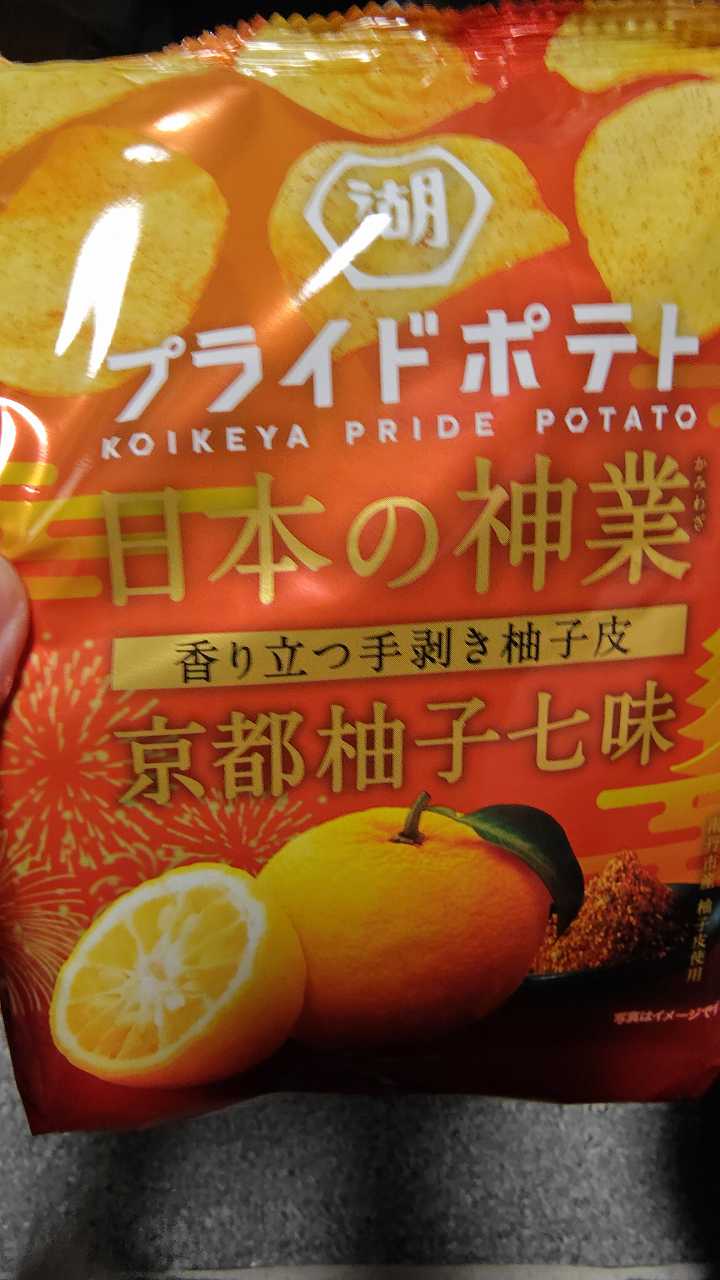 湖
プライドポテト
KOIKEYA PRIDE POTATO
日本の神業
かみわざ
香り立つ手剥き柚子皮
京都柚子七味
柚子皮使用
写真はイメージで